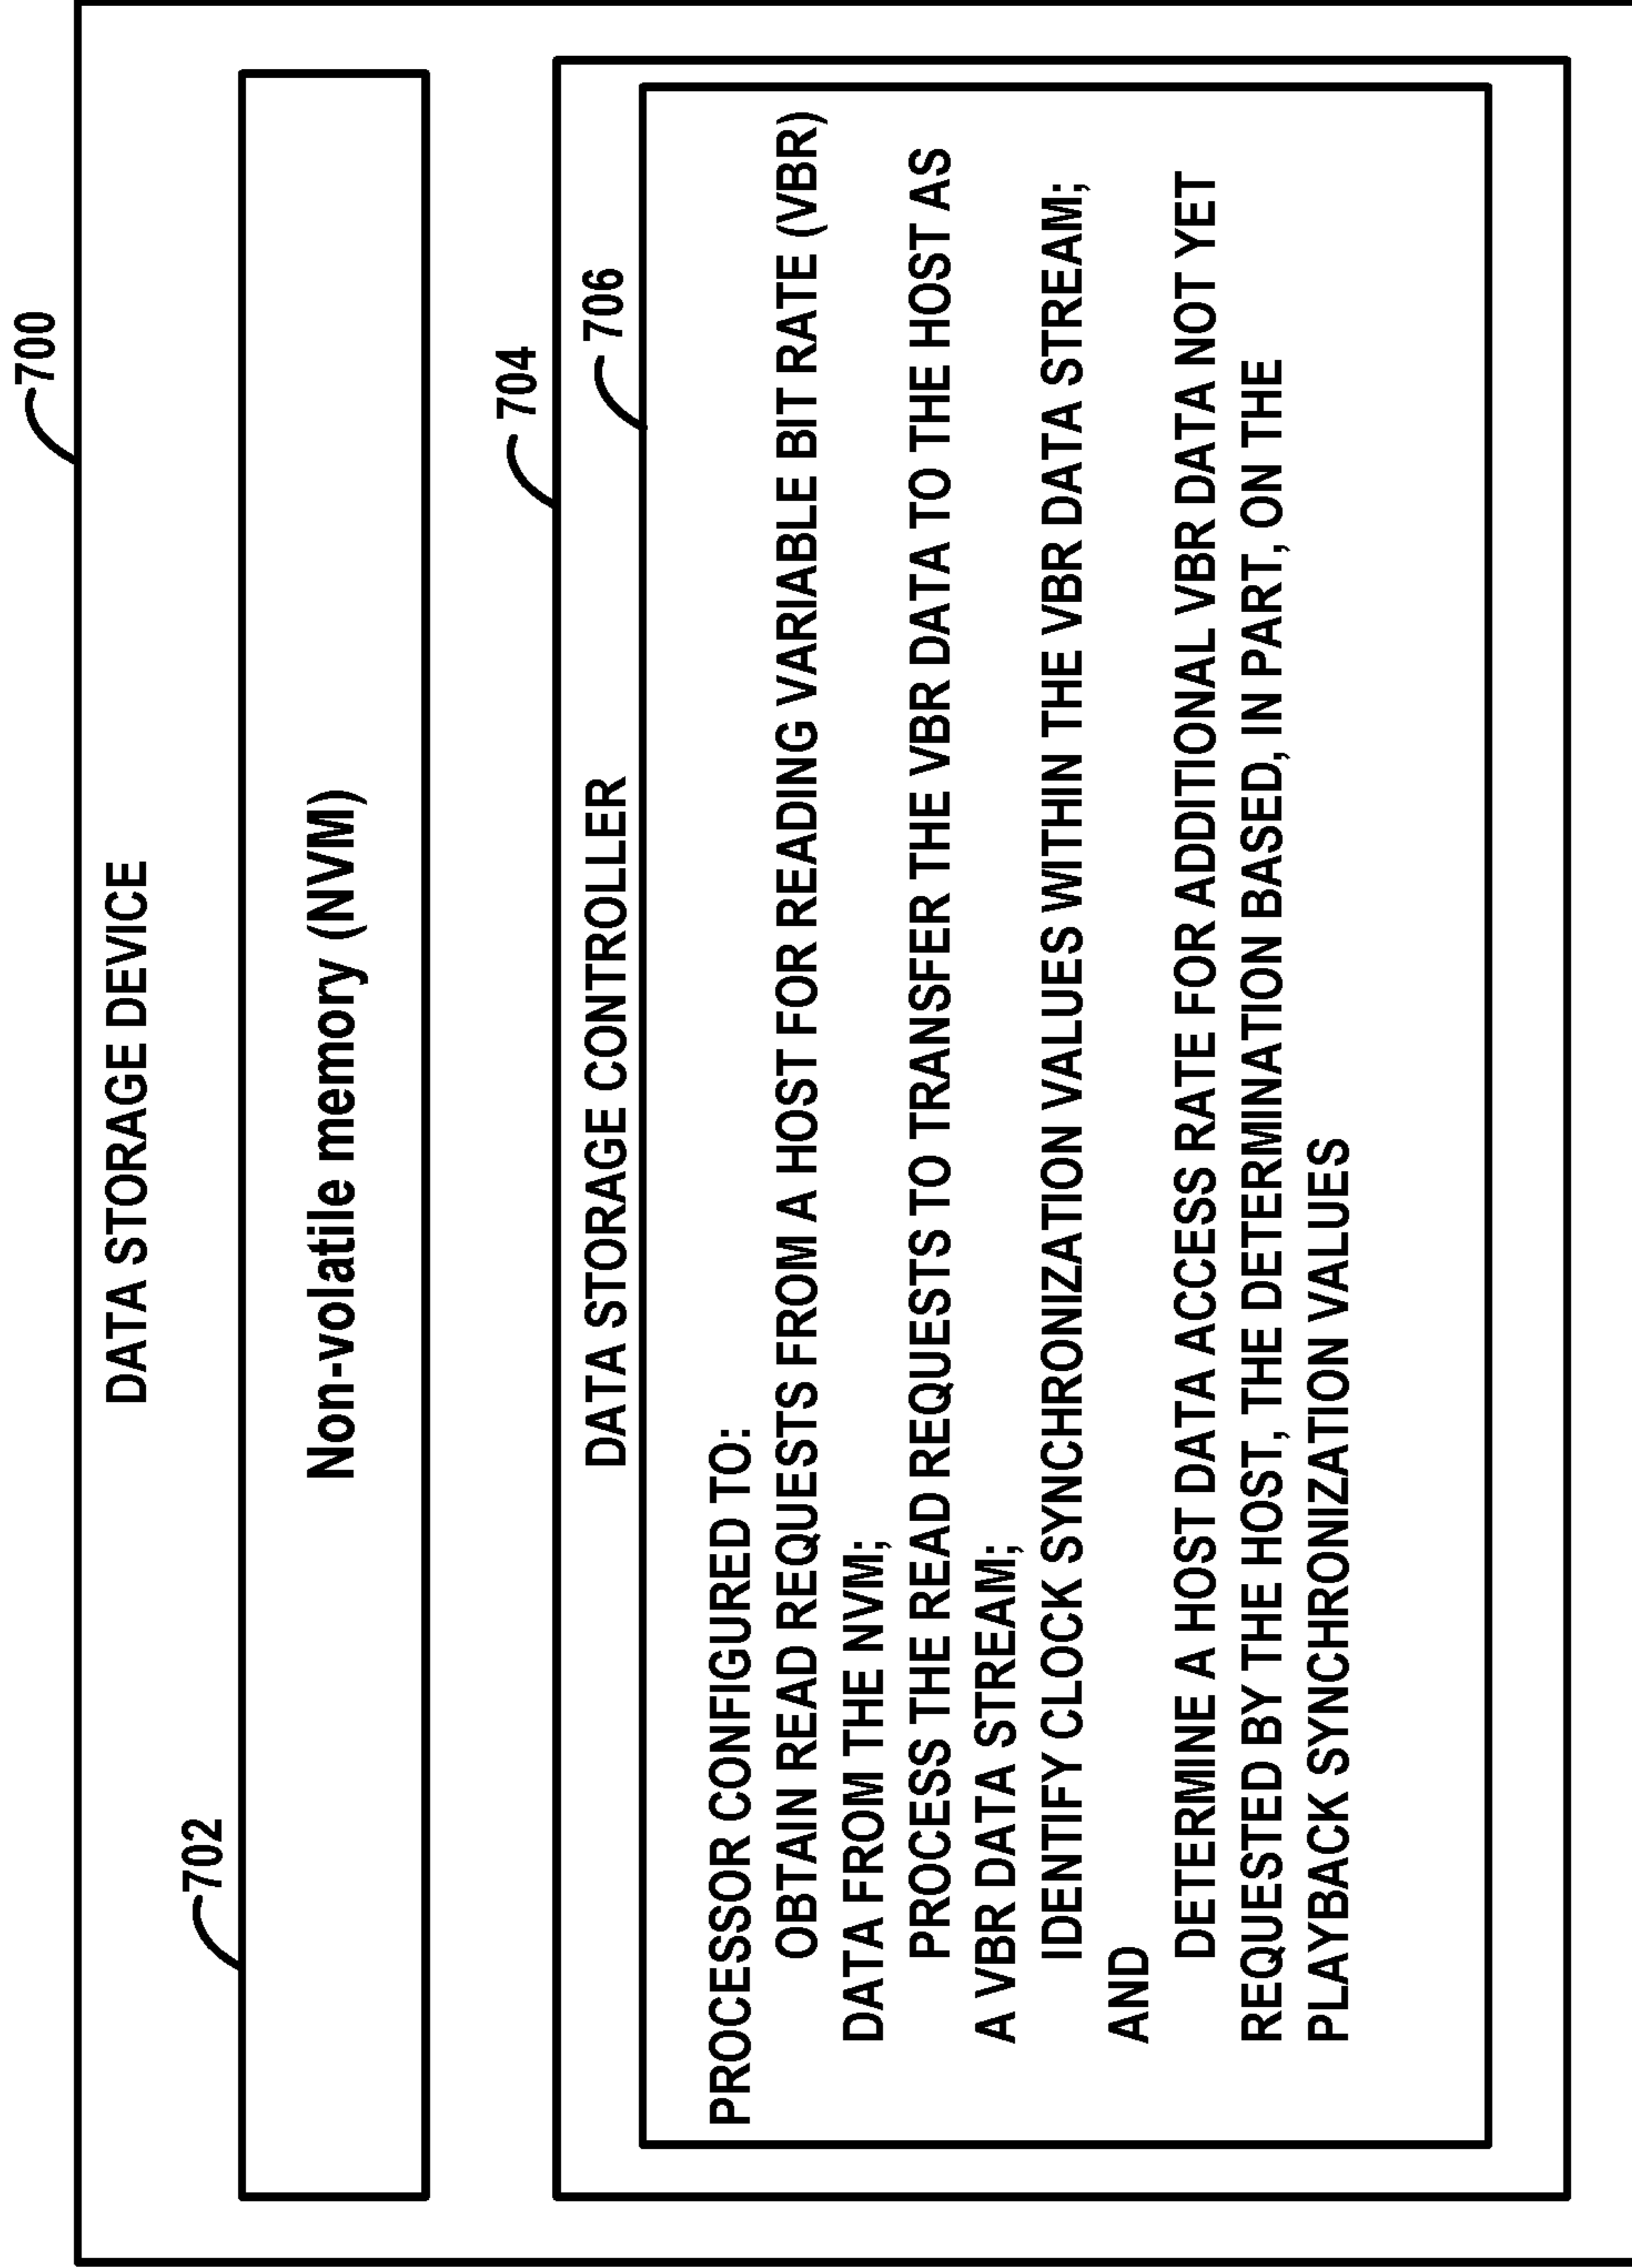 700
DATA STORAGE DEVICE
702
Non-volatile memory (NVM)
704
DATA STORAGE CONTROLLER
706
PROCESSOR CONFIGURED TO:
OBTAIN READ REQUESTS FROM A HOST FOR READING VARIABLE BIT RATE (VBR)
DATA FROM THE NVM;
PROCESS THE READ REQUESTS TO TRANSFER THE VBR DATA TO THE HOST AS
A VBR DATA STREAM;
IDENTIFY CLOCK SYNCHRONIZATION VALUES WITHIN THE VBR DATA STREAM;
AND
DETERMINE A HOST DATA ACCESS RATE FOR ADDITIONAL VBR DATA NOT YET
REQUESTED BY THE HOST, THE DETERMINATION BASED, IN PART, ON THE
PLAYBACK SYNCHRONIZATION VALUES